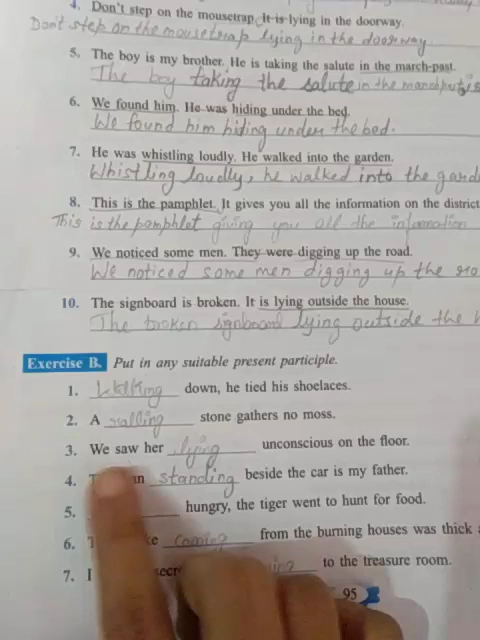 4. Don't step on the mousetrap. It is lying in the doorway.
Don't step on the mousetrap lying in the doorway.
5. The boy is my brother. He is taking the salute in the march-past.
The boy taking the salute in the marchpast is
6. We found him. He was hiding under the bed.
We found him hiding under the bed.
7. He was whistling loudly. He walked into the garden.
Whistling loudly, he walked into the gard
8. This is the pamphlet. It gives you all the information on the district
This is the pamphlet giving you all the information
9. We noticed some men. They were digging up the road.
We noticed some men digging up the roa
10. The signboard is broken. It is lying outside the house.
The broken signboard lying outside the h
Exercise B. Put in any suitable present participle.
1. down, he tied his shoelaces.
2. A stone gathers no moss.
3. We saw her lying unconscious on the floor.
4. standing beside the car is my father.
5. hungry, the tiger went to hunt for food.
6. coming from the burning houses was thick
7. I secr to the treasure room.
95